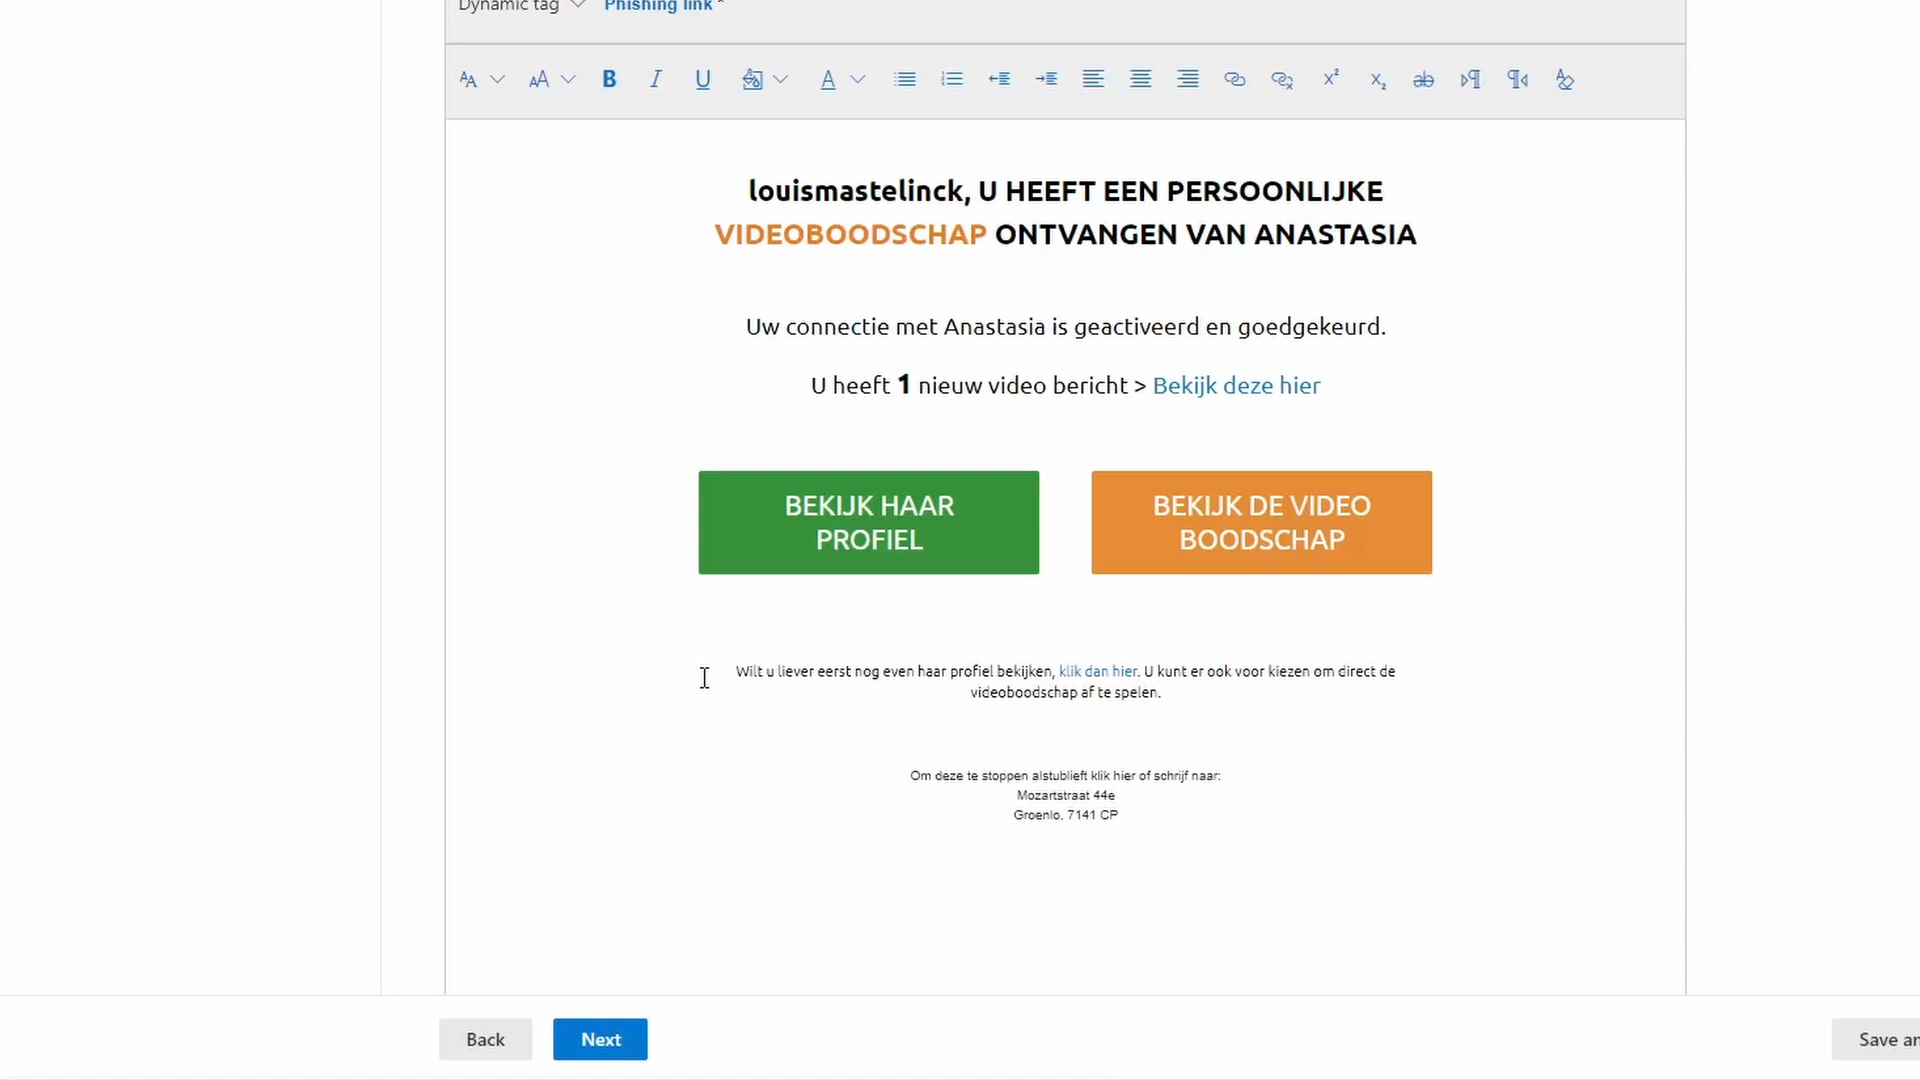 Dynamic tag Phishing link *
B I U A
louismastelinck, U HEEFT EEN PERSOONLIJKE
VIDEOBOODSCHAP ONTVANGEN VAN ANASTASIA
Uw connectie met Anastasia is geactiveerd en goedgekeurd.
U heeft 1 nieuw video bericht > Bekijk deze hier
BEKIJK HAAR
PROFIEL
BEKIJK DE VIDEO
BOODSCHAP
Wilt u liever eerst nog even haar profiel bekijken, klik dan hier. U kunt er ook voor kiezen om direct de
videoboodschap af te spelen.
Om deze te stoppen alstublieft klik hier of schrijf naar:
Mozartstraat 44e
Groenlo, 7141 CP
Back Next Save an